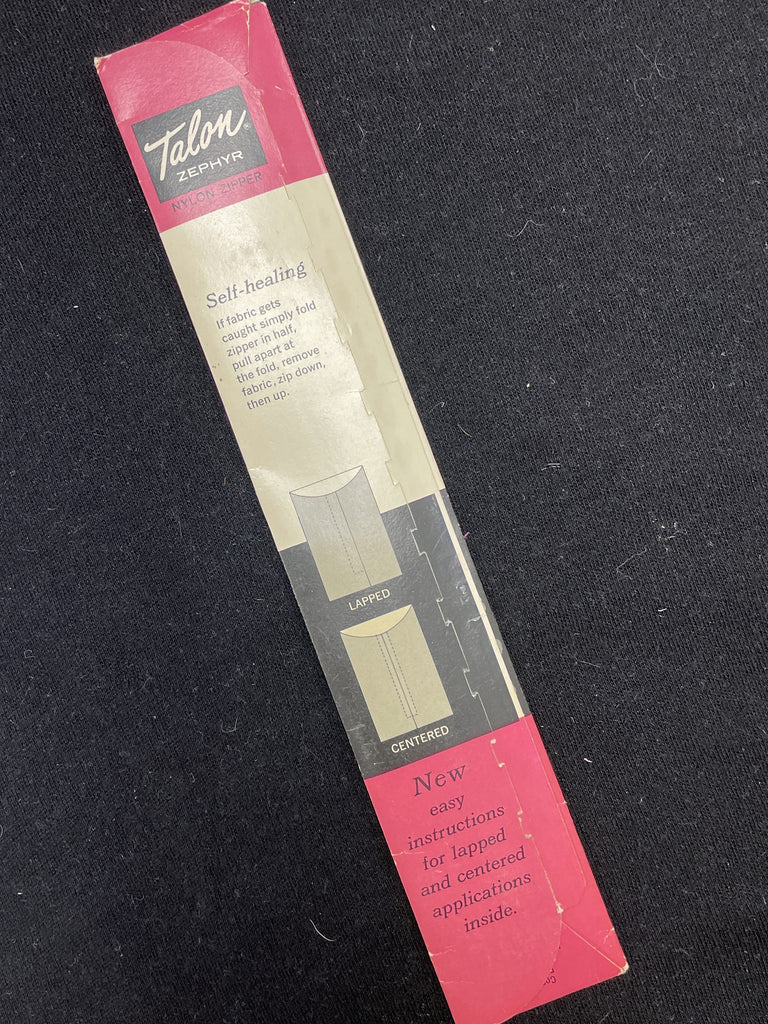 Talon
ZEPHYR
NYLON ZIPPER
Self-healing
If fabric gets
caught simply fold
zipper in half,
pull apart at
the fold, remove
fabric, zip down,
then up.
LAPPED
CENTERED
New
easy
instructions
for lapped
and centered
applications
inside.